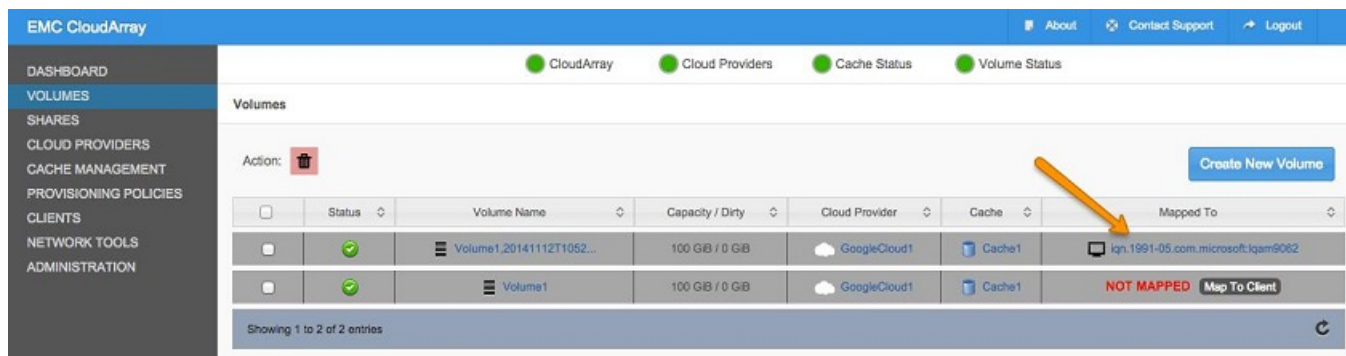 EMC CloudArray
About
Contact Support
Logout
CloudArray
Cloud Providers
Cache Status
Volume Status
DASHBOARD
VOLUMES
SHARES
CLOUD PROVIDERS
CACHE MANAGEMENT
PROVISIONING POLICIES
CLIENTS
NETWORK TOOLS
ADMINISTRATION
Volumes
Action:
Create New Volume
Status
Volume Name
Capacity / Dirty
Cloud Provider
Cache
Mapped To
Volume1,20141112T1052...
100 GiB / 0 GiB
GoogleCloud1
Cache1
iqn.1991-05.com.microsoft:lqam9062
Volume1
100 GiB / 0 GiB
GoogleCloud1
Cache1
NOT MAPPED
Map To Client
Showing 1 to 2 of 2 entries